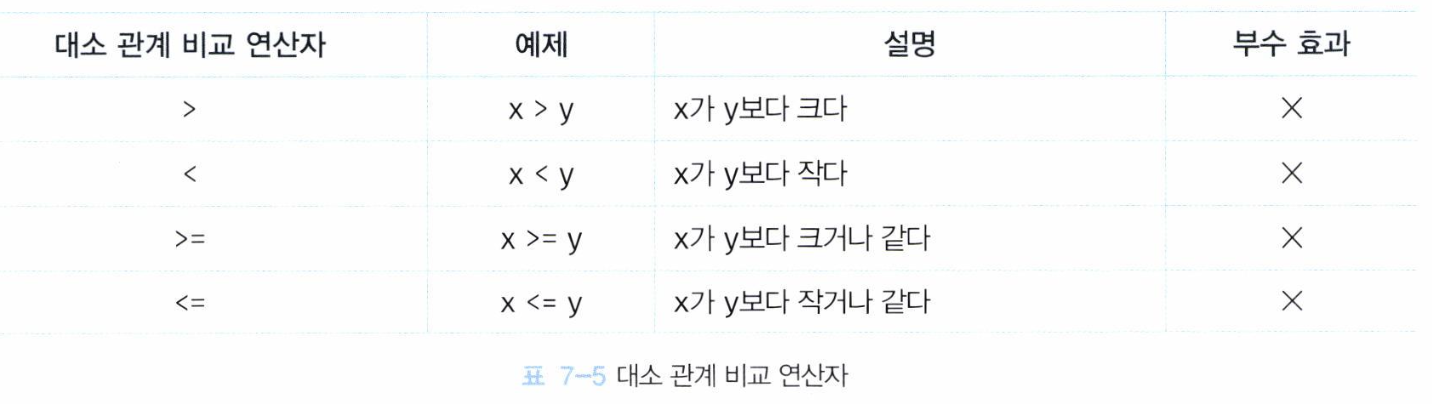 대소 관계 비교 연산자 예제 설명 부수 효과
> x > y x가 y보다 크다 ×
< x < y x가 y보다 작다 ×
>= x >= y x가 y보다 크거나 같다 ×
<= x <= y x가 y보다 작거나 같다 ×
표 7-5 대소 관계 비교 연산자